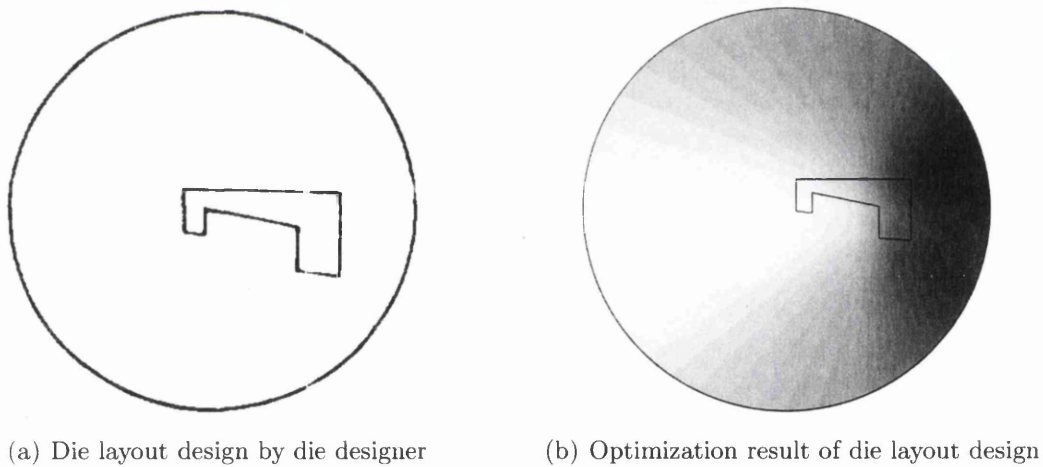 (a) Die layout design by die designer
(b) Optimization result of die layout design